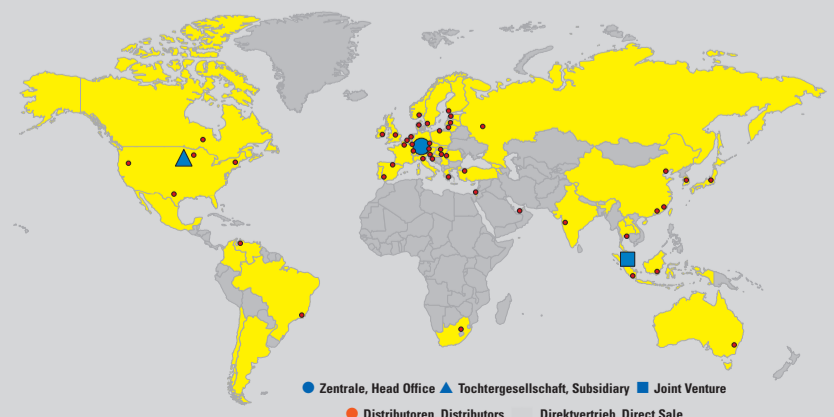 Zentrale, Head Office Tochtergesellschaft, Subsidiary Joint Venture
Distributoren, Distributors Direktvertrieb, Direct Sale